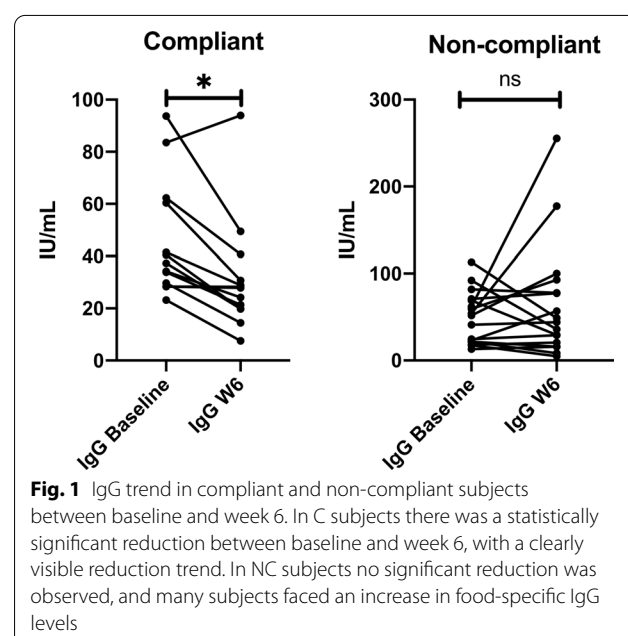 Compliant
*
100
80
60
40
20
0
IU/mL
IgG Baseline
IgG W6
Non-compliant
ns
300
200
100
0
IU/mL
IgG Baseline
IgG W6
Fig. 1 IgG trend in compliant and non-compliant subjects
between baseline and week 6. In C subjects there was a statistically
significant reduction between baseline and week 6, with a clearly
visible reduction trend. In NC subjects no significant reduction was
observed, and many subjects faced an increase in food-specific IgG
levels